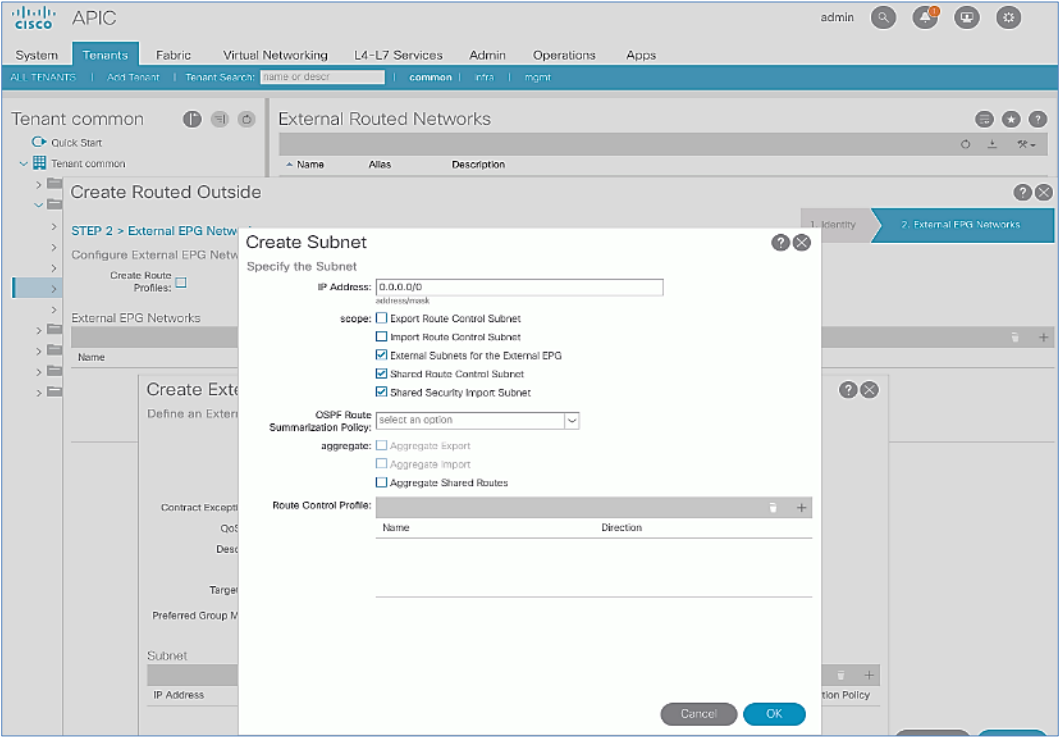 CISCO APIC
admin
1
System Tenants Fabric Virtual Networking L4-L7 Services Admin Operations Apps
ALL TENANTS | Add Tenant | Tenant Search: name or descr | common | infra | mgmt
Tenant common
Quick Start
Tenant common
External Routed Networks
Name Alias Description
Create Routed Outside
STEP 2 > External EPG Netw
1. Identity 2. External EPG Networks
Configure External EPG Netw
Create Route
Profiles:
External EPG Networks
Name
Create Exte
Define an Extern
Contract Excepti
QoS
Desc
Target
Preferred Group M
Subnet
IP Address
tion Policy
Create Subnet
Specify the Subnet
IP Address: 0.0.0.0/0
address/mask
scope: Export Route Control Subnet
Import Route Control Subnet
External Subnets for the External EPG
Shared Route Control Subnet
Shared Security Import Subnet
OSPF Route
Summarization Policy: select an option
aggregate: Aggregate Export
Aggregate Import
Aggregate Shared Routes
Route Control Profile:
Name Direction
Cancel OK